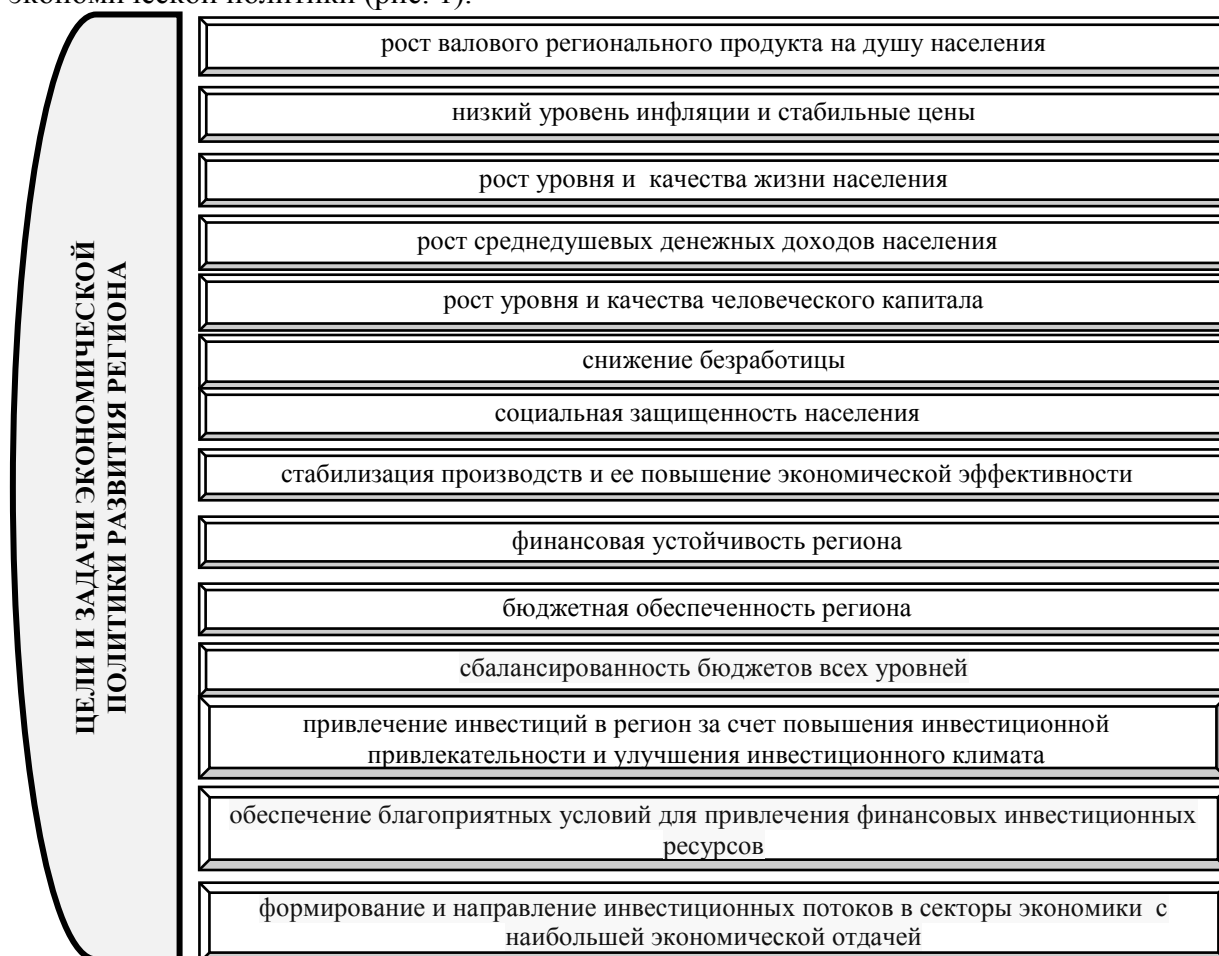 экономической политики (рис. 1).
ЦЕЛИ И ЗАДАЧИ ЭКОНОМИЧЕСКОЙ
ПОЛИТИКИ РАЗВИТИЯ РЕГИОНА
рост валового регионального продукта на душу населения
низкий уровень инфляции и стабильные цены
рост уровня и качества жизни населения
рост среднедушевых денежных доходов населения
рост уровня и качества человеческого капитала
снижение безработицы
социальная защищенность населения
стабилизация производств и ее повышение экономической эффективности
финансовая устойчивость региона
бюджетная обеспеченность региона
сбалансированность бюджетов всех уровней
привлечение инвестиций в регион за счет повышения инвестиционной
привлекательности и улучшения инвестиционного климата
обеспечение благоприятных условий для привлечения финансовых инвестиционных
ресурсов
формирование и направление инвестиционных потоков в секторы экономики с
наибольшей экономической отдачей